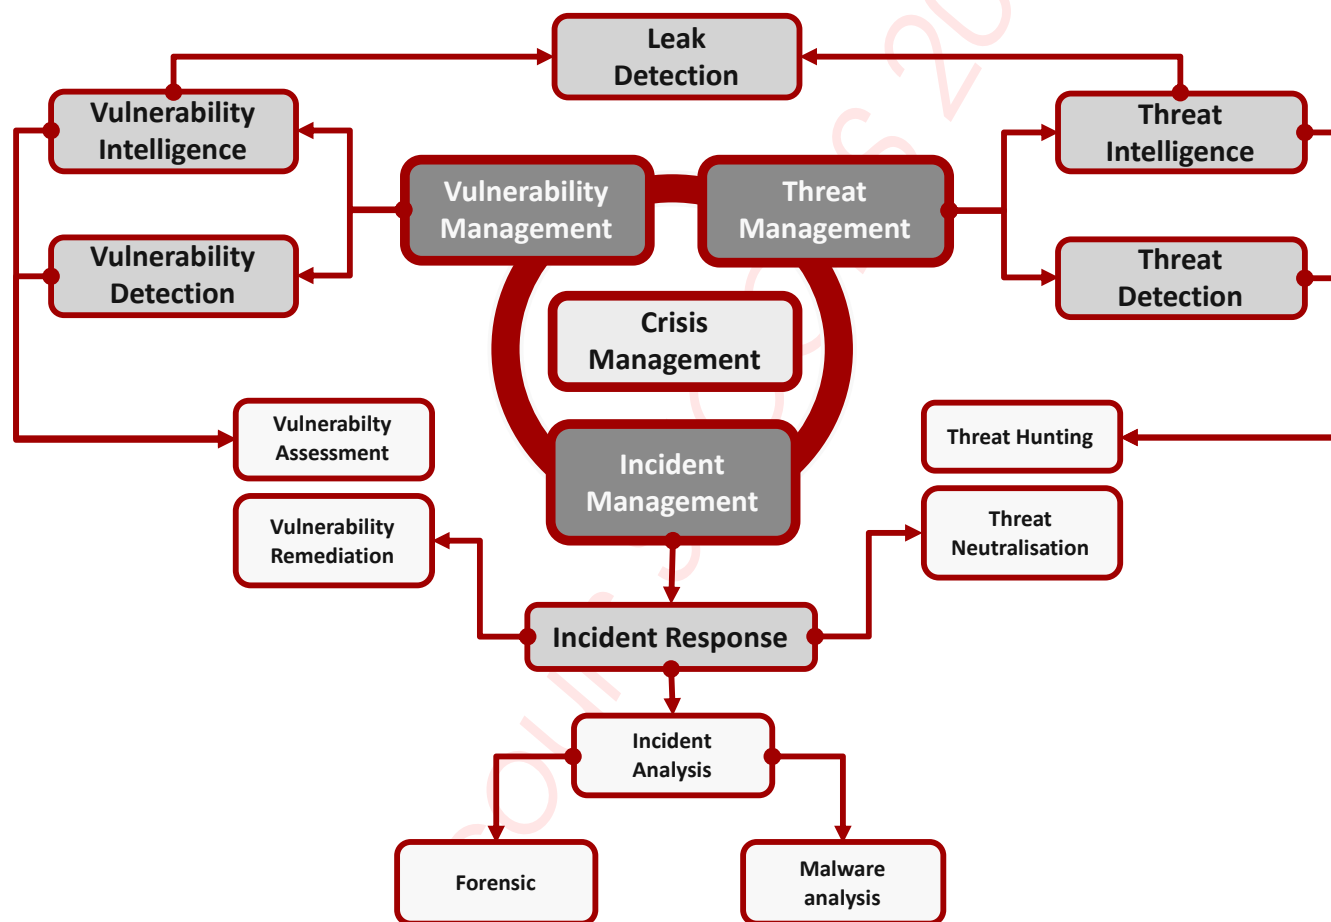 Leak
Detection
Vulnerability
Intelligence
Threat
Intelligence
Vulnerability
Management
Threat
Management
Vulnerability
Detection
Threat
Detection
Crisis
Management
Vulnerabilty
Assessment
Threat Hunting
Incident
Management
Vulnerability
Remediation
Threat
Neutralisation
Incident Response
Incident
Analysis
Forensic
Malware
analysis